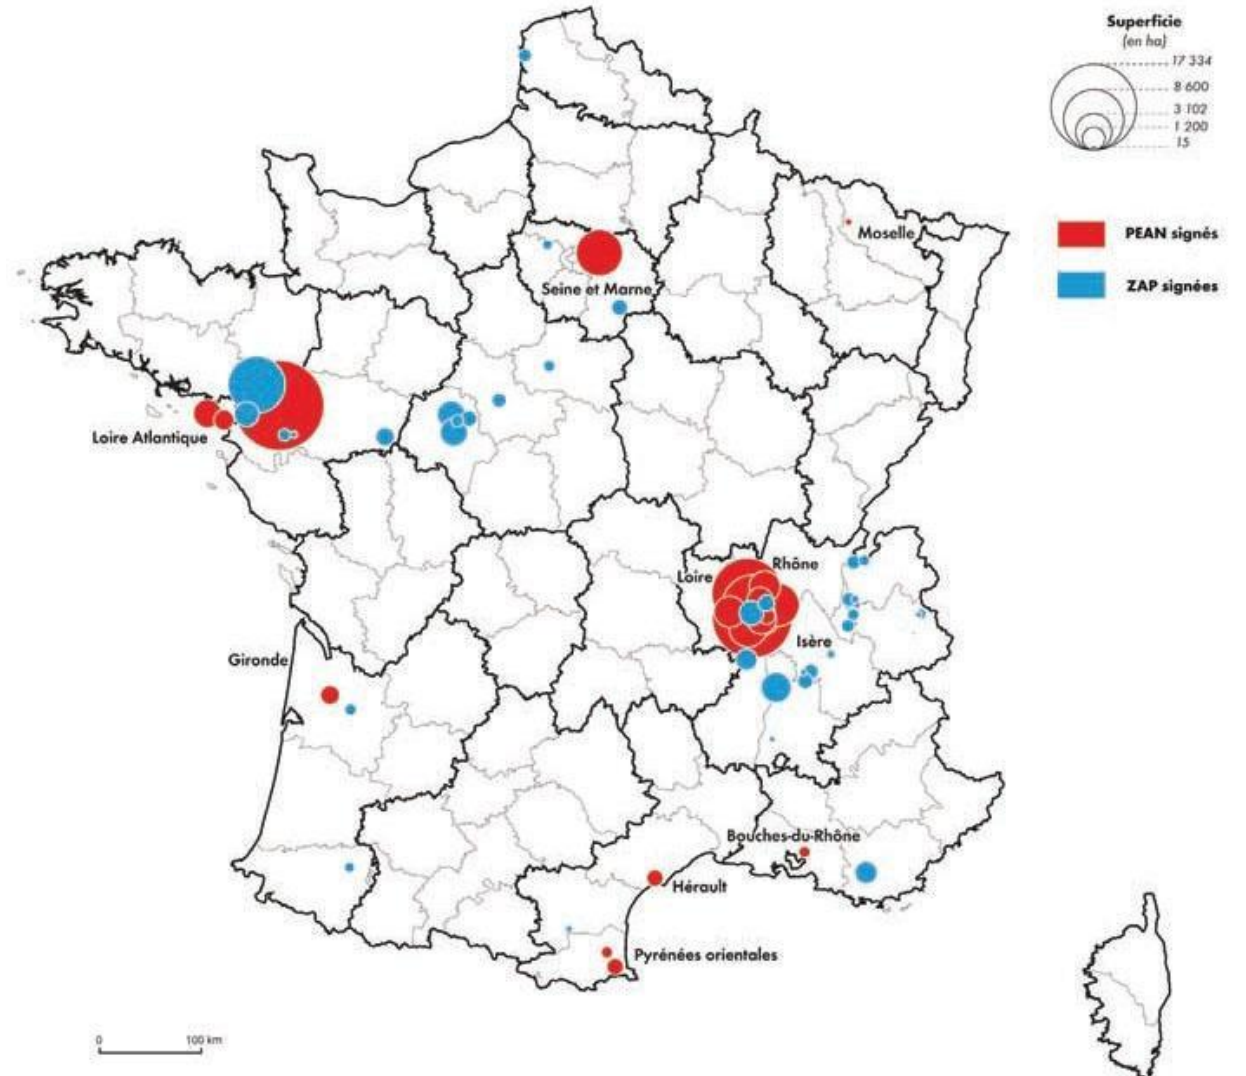 Superficie
(en ha)
17 334
8 600
3 102
1 200
15
PEAN signés
ZAP signées
Moselle
Seine et Marne
Loire Atlantique
Loire
Rhône
Isère
Gironde
Bouches-du-Rhône
Hérault
Pyrénées orientales
0 100 km